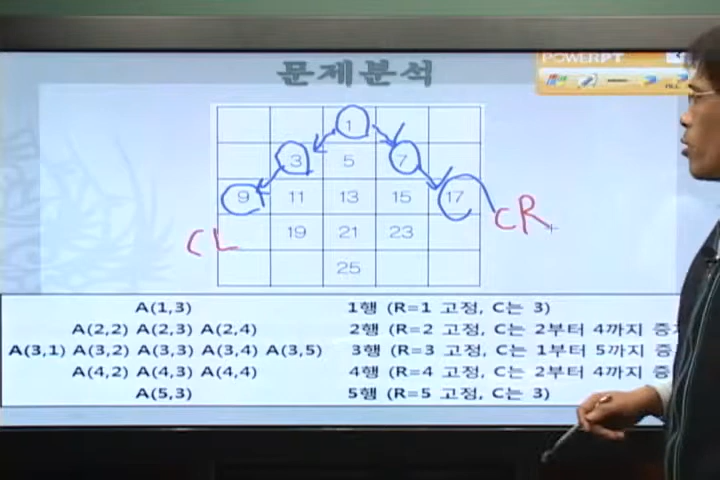 POWERPT
문제분석
1
3 5 7
9 11 13 15 17
CL 19 21 23 CR
25
A(1,3) 1행 (R=1 고정, C는 3)
A(2,2) A(2,3) A(2,4) 2행 (R=2 고정, C는 2부터 4까지 증
A(3,1) A(3,2) A(3,3) A(3,4) A(3,5) 3행 (R=3 고정, C는 1부터 5까지 증
A(4,2) A(4,3) A(4,4) 4행 (R=4 고정, C는 2부터 4까지 증
A(5,3) 5행 (R=5 고정, C는 3)